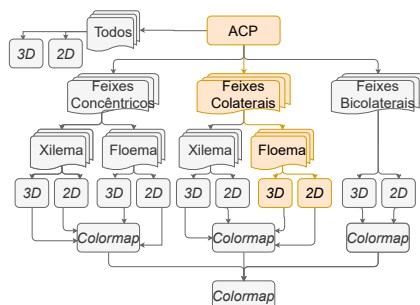 Todos
ACP
3D
2D
Feixes
Concêntricos
Feixes
Colaterais
Feixes
Bicolaterais
Xilema
Floema
Xilema
Floema
3D
2D
3D
2D
3D
2D
3D
2D
3D
2D
Colormap
Colormap
Colormap
Colormap